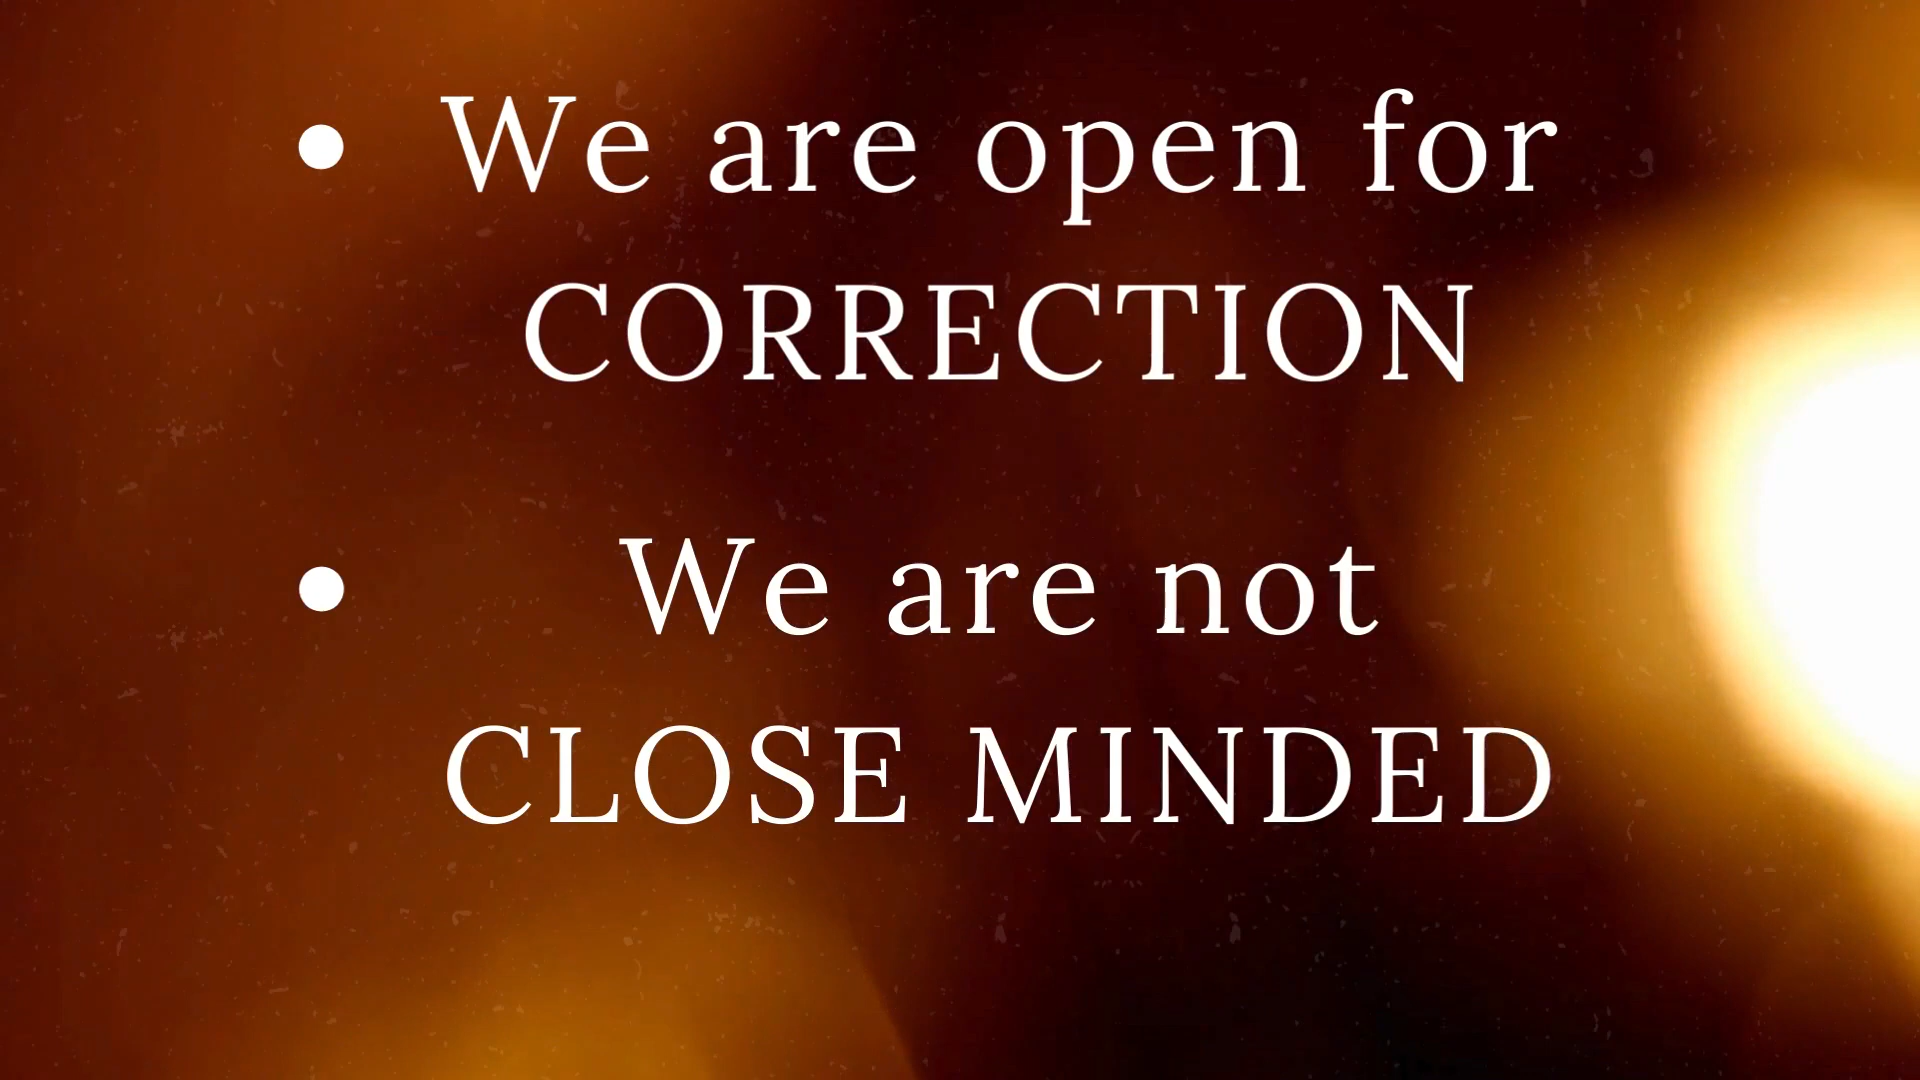 • We are open for
CORRECTION
• We are not
CLOSE MINDED